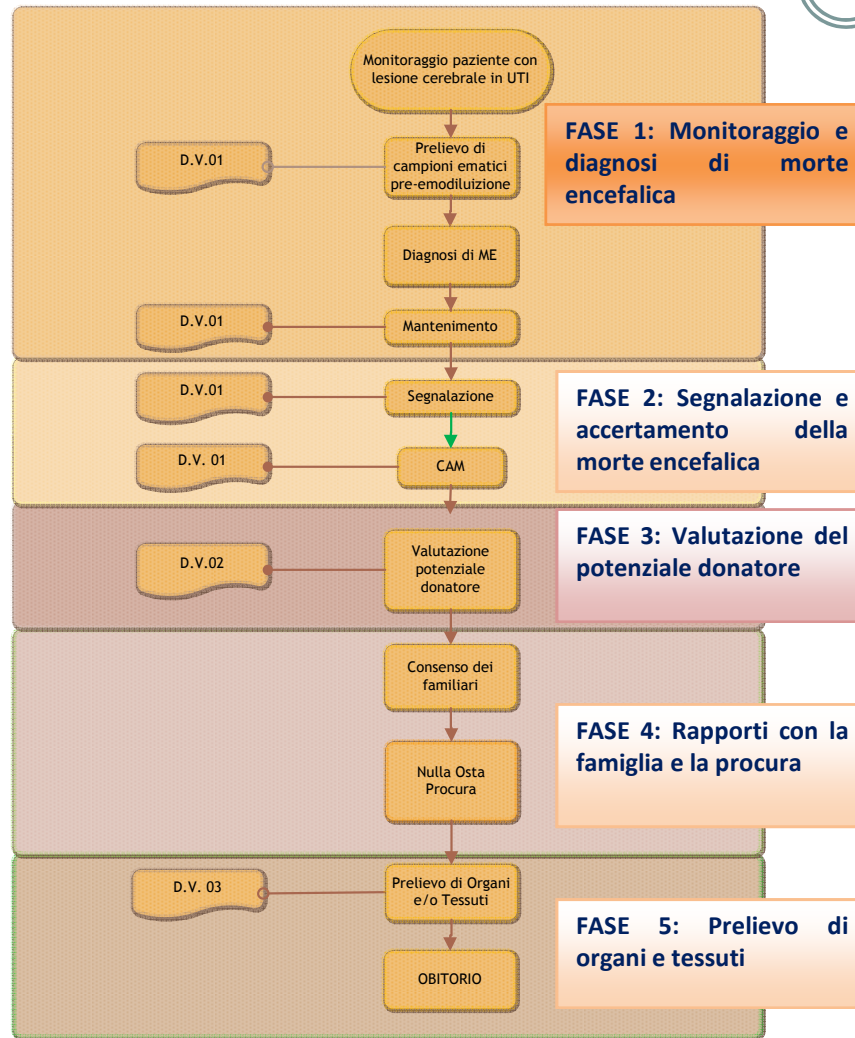 Monitoraggio paziente con
lesione cerebrale in UTI
FASE 1: Monitoraggio e
diagnosi di morte
encefalica
D.V.01
Prelievo di
campioni ematici
pre-emodiluizione
Diagnosi di ME
D.V.01
Mantenimento
D.V.01
Segnalazione
FASE 2: Segnalazione e
accertamento della
morte encefalica
D.V. 01
CAM
FASE 3: Valutazione del
potenziale donatore
D.V.02
Valutazione
potenziale
donatore
Consenso dei
familiari
FASE 4: Rapporti con la
famiglia e la procura
Nulla Osta
Procura
D.V. 03
Prelievo di Organi
e/o Tessuti
FASE 5: Prelievo di
organi e tessuti
OBITORIO